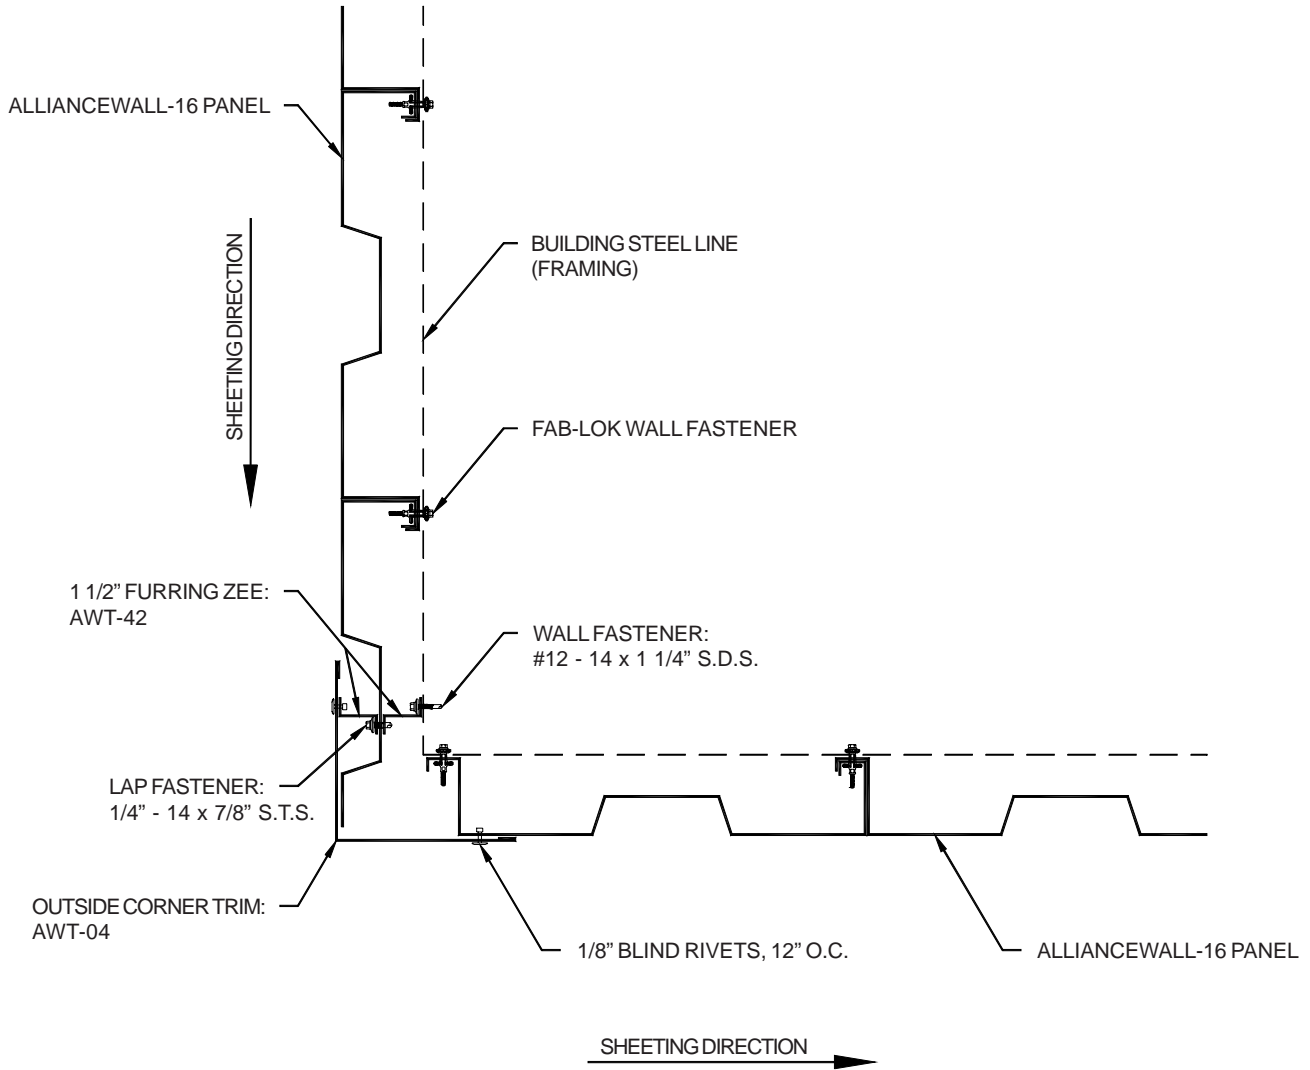 ALLIANCEWALL-16 PANEL
SHEETING DIRECTION
BUILDING STEEL LINE
(FRAMING)
FAB-LOK WALL FASTENER
1 1/2” FURRING ZEE:
AWT-42
WALL FASTENER:
#12 - 14 x 1 1/4” S.D.S.
LAP FASTENER:
1/4” - 14 x 7/8” S.T.S.
OUTSIDE CORNER TRIM:
AWT-04
1/8” BLIND RIVETS, 12” O.C.
ALLIANCEWALL-16 PANEL
SHEETING DIRECTION